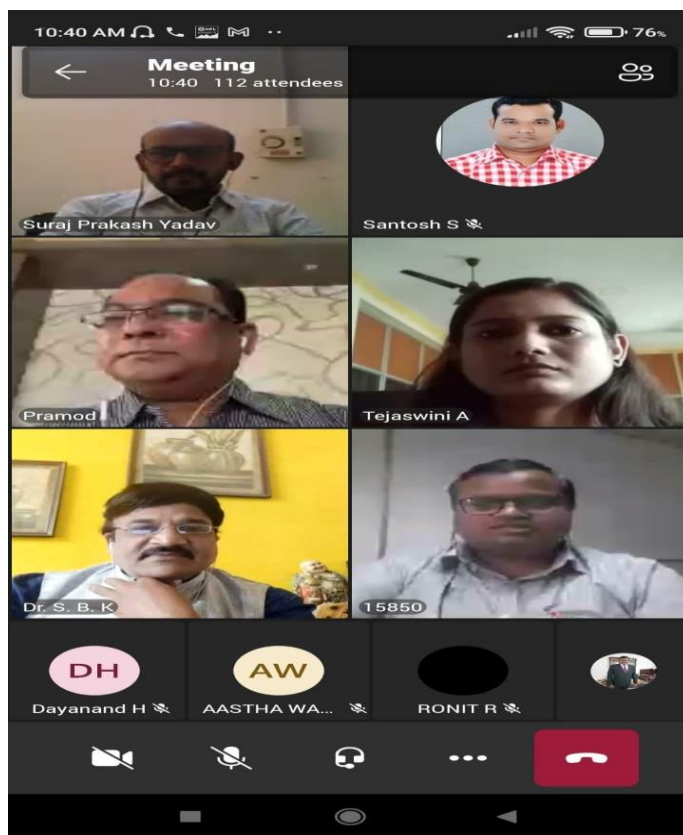 10:40 AM 76%
Meeting
10:40 112 attendees
Suraj Prakash Yadav
Santosh S
Pramod
Tejaswini A
Dr. S. B. K
15850
DH
AW
Dayanand H
AASTHA WA...
RONIT R